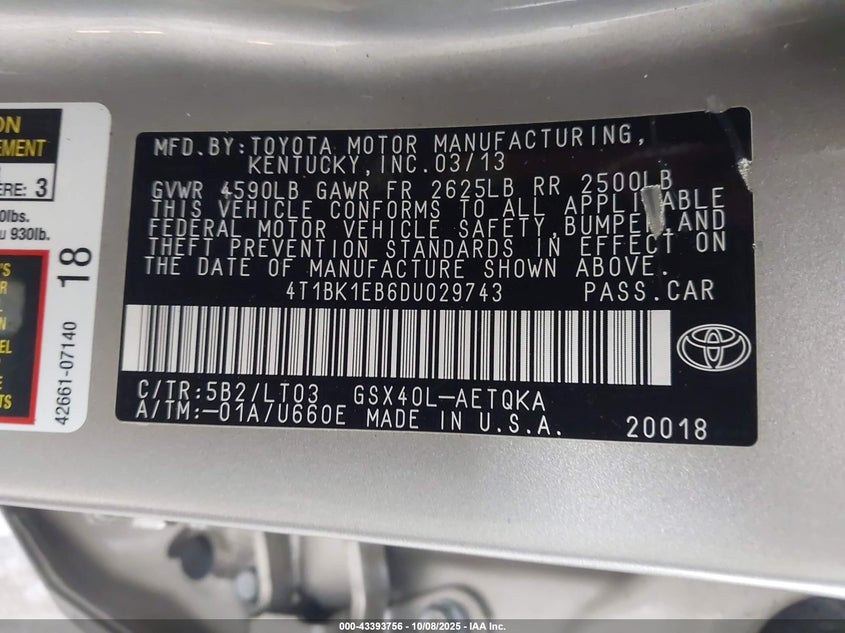 ON
EMENT
ERE: 3
0lbs.
930lb.
18
'S
R
L
N
EL
E
TS
42661-07140
MFD.BY:TOYOTA MOTOR MANUFACTURING,
KENTUCKY,INC.03/13
GVWR 4590LB GAWR FR 2625LB RR 2500LB
THIS VEHICLE CONFORMS TO ALL APPLICABLE
FEDERAL MOTOR VEHICLE SAFETY,BUMPER,AND
THEFT PREVENTION STANDARDS IN EFFECT ON
THE DATE OF MANUFACTURE SHOWN ABOVE.
4T1BK1EB6DU029743 PASS.CAR
C/TR:5B2/LT03 GSX40L-AETQKA
A/TM:-01A/U660E MADE IN U.S.A. 20018
000-43393756 | 10/08/2025 | IAA Inc.